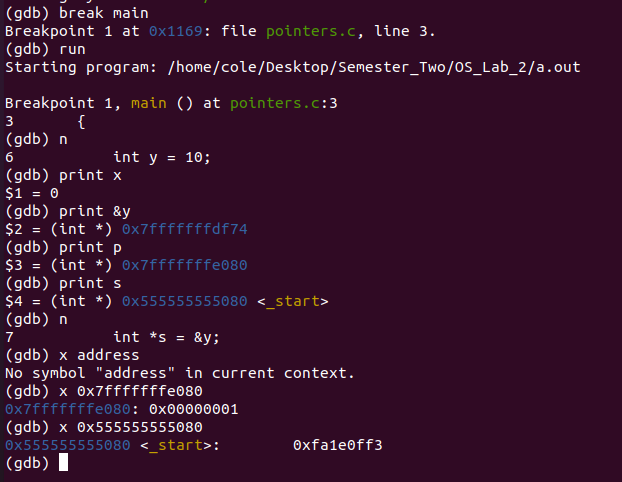 (gdb) break main
Breakpoint 1 at 0x1169: file pointers.c, line 3.
(gdb) run
Starting program: /home/cole/Desktop/Semester_Two/OS_Lab_2/a.out
Breakpoint 1, main () at pointers.c:3
3       {
(gdb) n
6           int y = 10;
(gdb) print x
$1 = 0
(gdb) print &y
$2 = (int *) 0x7fffffffdf74
(gdb) print p
$3 = (int *) 0x7fffffffe080
(gdb) print s
$4 = (int *) 0x555555555080 <_start>
(gdb) n
7           int *s = &y;
(gdb) x address
No symbol "address" in current context.
(gdb) x 0x7fffffffe080
0x7fffffffe080: 0x00000001
(gdb) x 0x555555555080
0x555555555080 <_start>:        0xfa1e0ff3
(gdb)